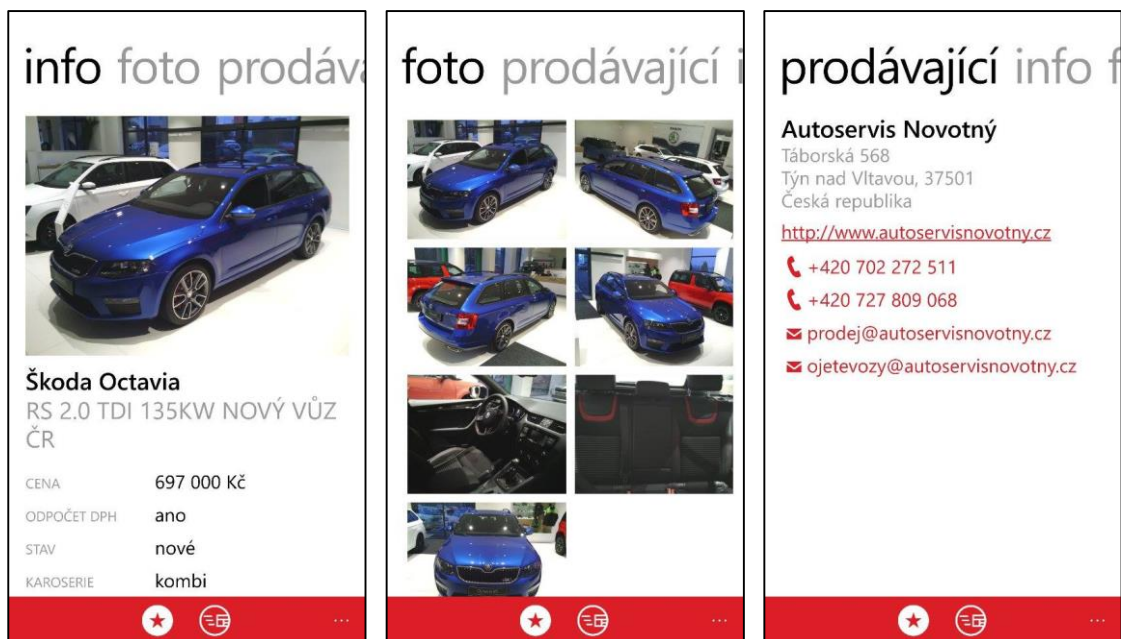 info foto prodáva
Škoda Octavia
RS 2.0 TDI 135KW NOVÝ VŮZ
ČR
CENA 697 000 Kč
ODPOČET DPH ano
STAV nové
KAROSERIE kombi
...
foto prodávající i
...
prodávající info f
Autoservis Novotný
Táborská 568
Týn nad Vltavou, 37501
Česká republika
http://www.autoservisnovotny.cz
+420 702 272 511
+420 727 809 068
prodej@autoservisnovotny.cz
ojetevozy@autoservisnovotny.cz
...